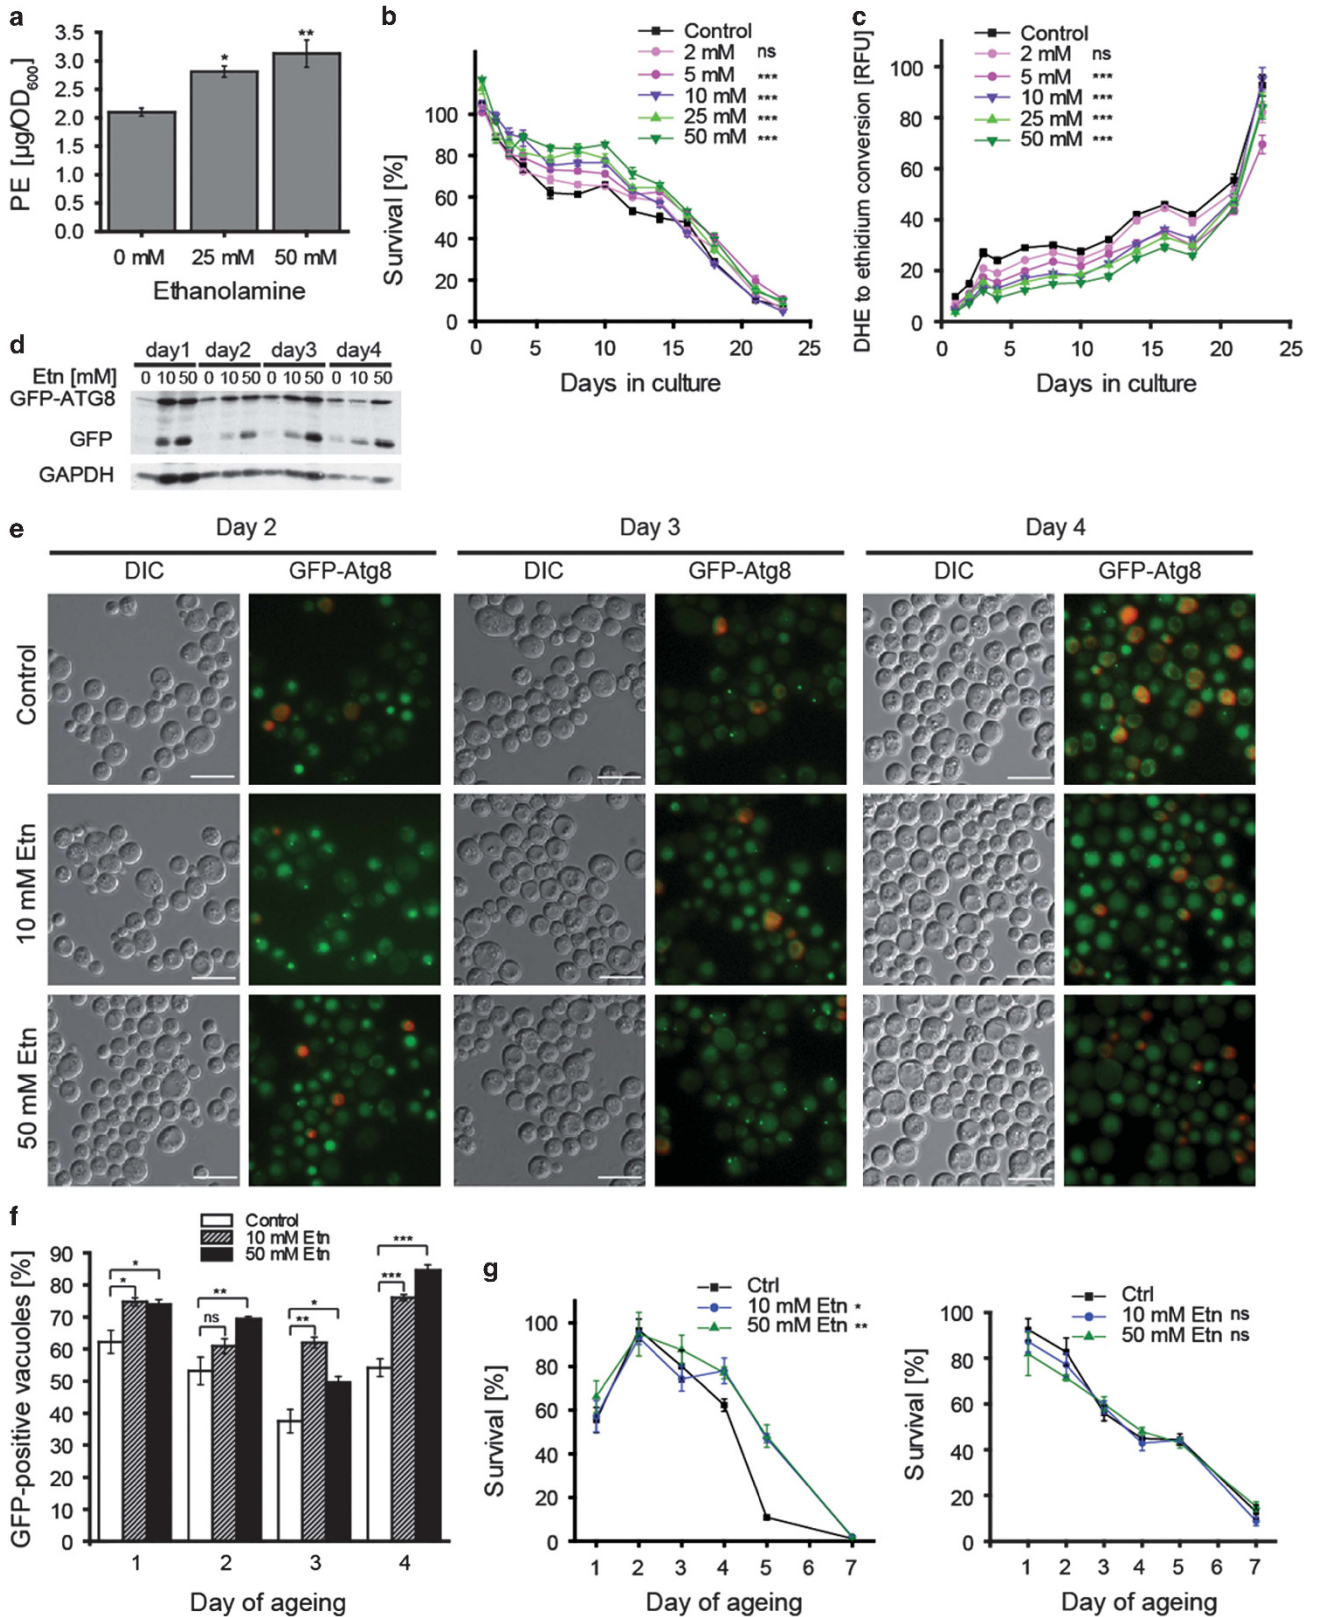 a
PE [µg/OD600]
3.5
3.0
2.5
2.0
1.5
1.0
0.5
0.0
*
**
0 mM 25 mM 50 mM
Ethanolamine
b
Survival [%]
100
80
60
40
20
0
Control
2 mM ns
5 mM ***
10 mM ***
25 mM ***
50 mM ***
0 5 10 15 20 25
Days in culture
c
DHE to ethidium conversion [RFU]
100
80
60
40
20
0
Control
2 mM ns
5 mM ***
10 mM ***
25 mM ***
50 mM ***
0 5 10 15 20 25
Days in culture
d
day1 day2 day3 day4
Etn [mM] 0 10 50 0 10 50 0 10 50 0 10 50
GFP-ATG8
GFP
GAPDH
e
Day 2 Day 3 Day 4
DIC GFP-Atg8 DIC GFP-Atg8 DIC GFP-Atg8
Control
10 mM Etn
50 mM Etn
f
Control
10 mM Etn
50 mM Etn
GFP-positive vacuoles [%]
90
80
70
60
50
40
30
20
10
0
* *
ns **
** *
*** ***
1 2 3 4
Day of ageing
g
Ctrl
10 mM Etn *
50 mM Etn **
Survival [%]
100
80
60
40
20
0
1 2 3 4 5 6 7
Day of ageing
Ctrl
10 mM Etn ns
50 mM Etn ns
Survival [%]
100
80
60
40
20
0
1 2 3 4 5 6 7
Day of ageing